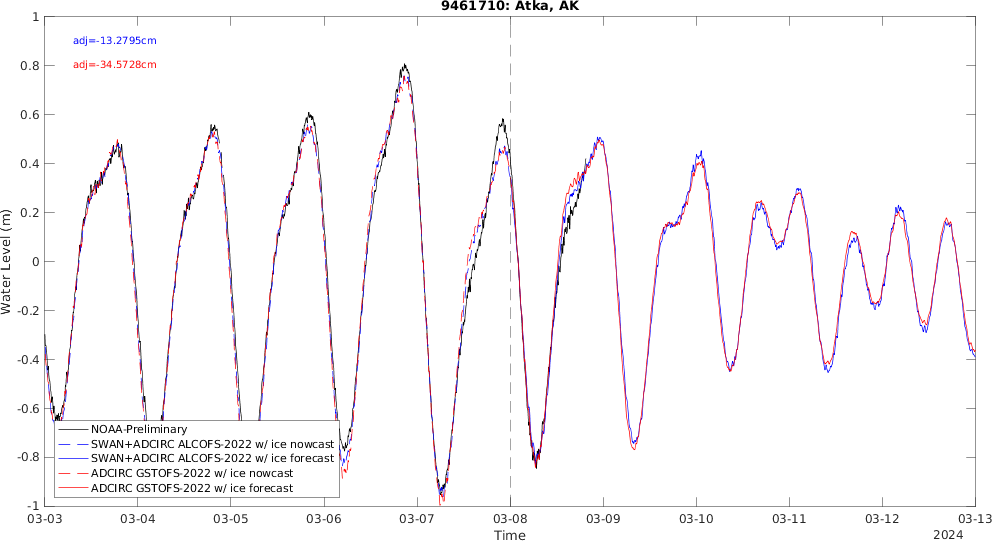 9461710: Atka, AK
adj=-13.2795cm
adj=-34.5728cm
Water Level (m)
1
0.8
0.6
0.4
0.2
0
-0.2
-0.4
-0.6
-0.8
-1
NOAA-Preliminary
SWAN+ADCIRC ALCOFS-2022 w/ ice nowcast
SWAN+ADCIRC ALCOFS-2022 w/ ice forecast
ADCIRC GSTOFS-2022 w/ ice nowcast
ADCIRC GSTOFS-2022 w/ ice forecast
03-03 03-04 03-05 03-06 03-07 03-08 03-09 03-10 03-11 03-12 03-13
Time
2024